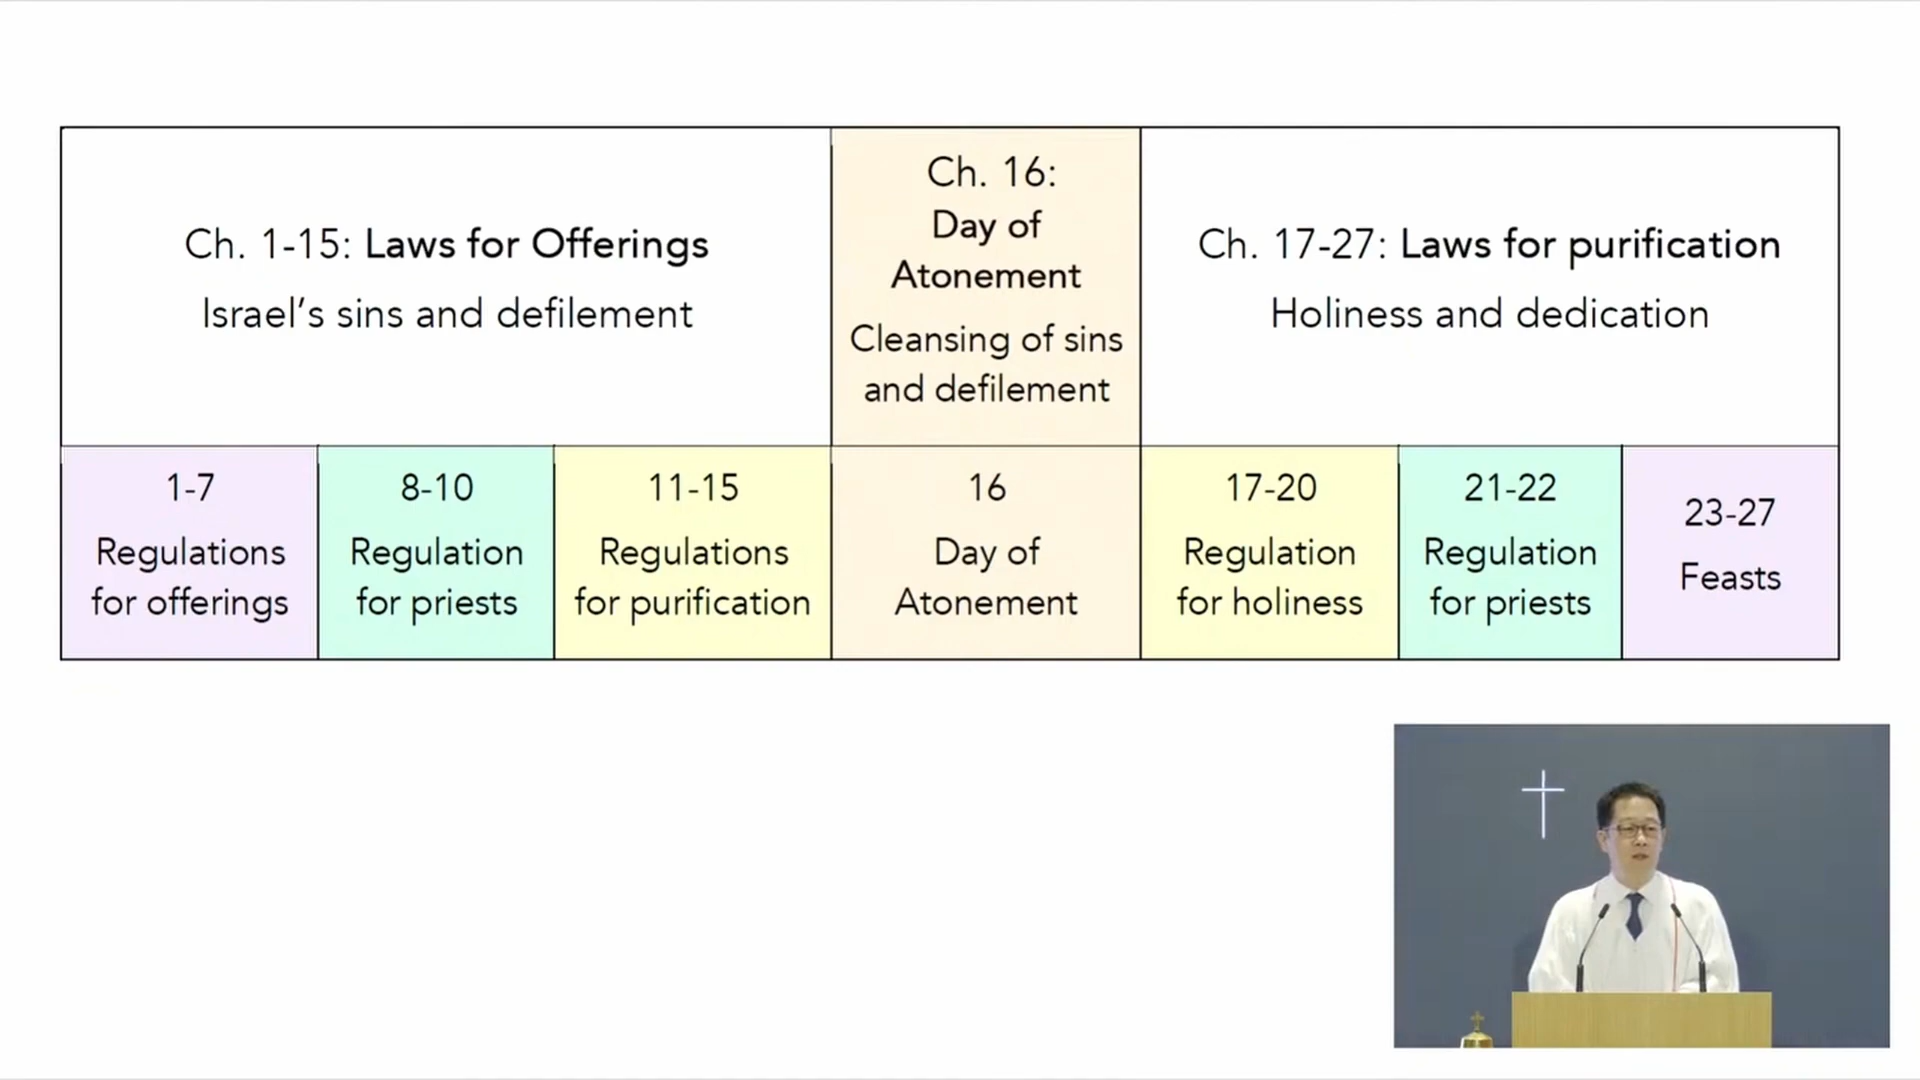 Ch. 1-15: Laws for Offerings
Israel's sins and defilement
Ch. 16:
Day of
Atonement
Cleansing of sins
and defilement
Ch. 17-27: Laws for purification
Holiness and dedication
1-7
Regulations
for offerings
8-10
Regulation
for priests
11-15
Regulations
for purification
16
Day of
Atonement
17-20
Regulation
for holiness
21-22
Regulation
for priests
23-27
Feasts